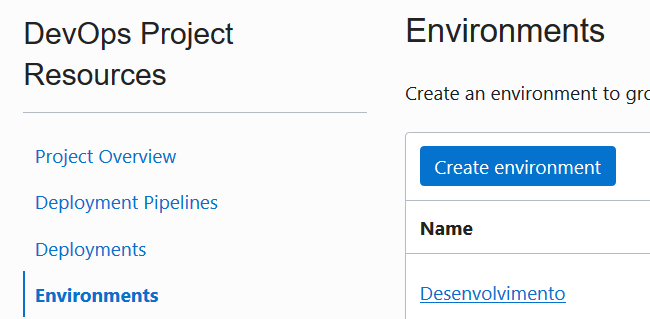 DevOps Project
Resources
Project Overview
Deployment Pipelines
Deployments
Environments
Environments
Create an environment to gro
Create environment
Name
Desenvolvimento